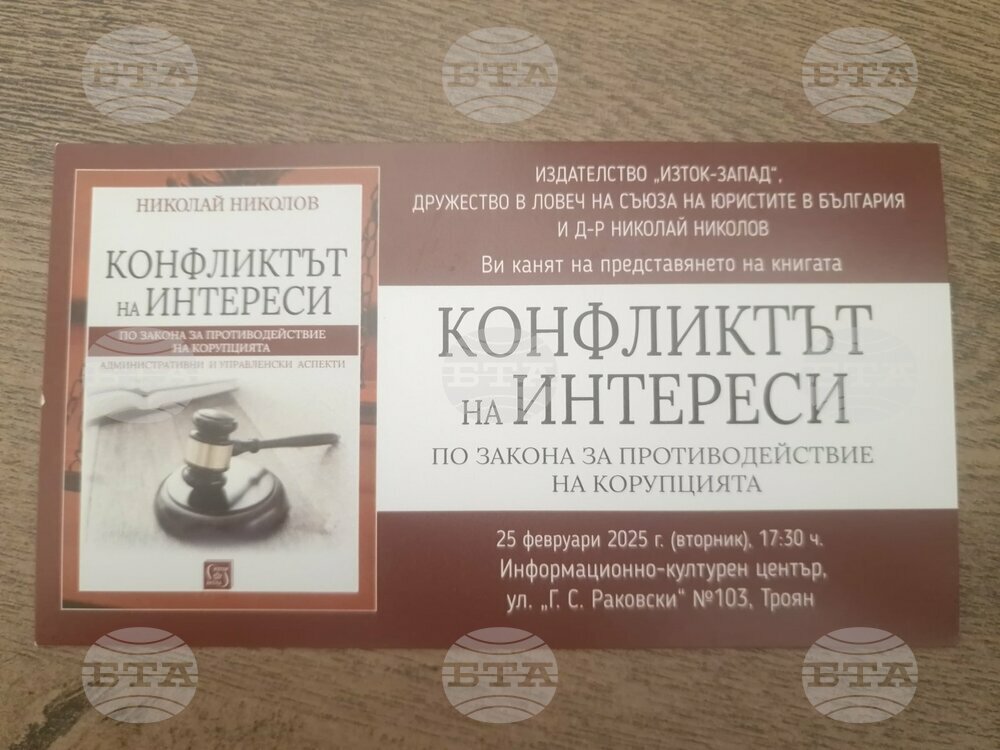 БТА БТА БТА
НИКОЛАЙ НИКОЛОВ
КОНФЛИКТЪТ
НА ИНТЕРЕСИ
ПО ЗАКОНА ЗА ПРОТИВОДЕЙСТВИЕ
НА КОРУПЦИЯТА
АДМИНИСТРАТИВНИ И УПРАВЛЕНСКИ АСПЕКТИ
ИЗДАТЕЛСТВО „ИЗТОК-ЗАПАД“,
ДРУЖЕСТВО В ЛОВЕЧ НА СЪЮЗА НА ЮРИСТИТЕ В БЪЛГАРИЯ
И Д-Р НИКОЛАЙ НИКОЛОВ
Ви канят на представянето на книгата
КОНФЛИКТЪТ
НА ИНТЕРЕСИ
ПО ЗАКОНА ЗА ПРОТИВОДЕЙСТВИЕ
НА КОРУПЦИЯТА
25 февруари 2025 г. (вторник), 17:30 ч.
Информационно-културен център,
ул. „Г. С. Раковски“ №103, Троян
БТА БТА БТА
БТА БТА БТА